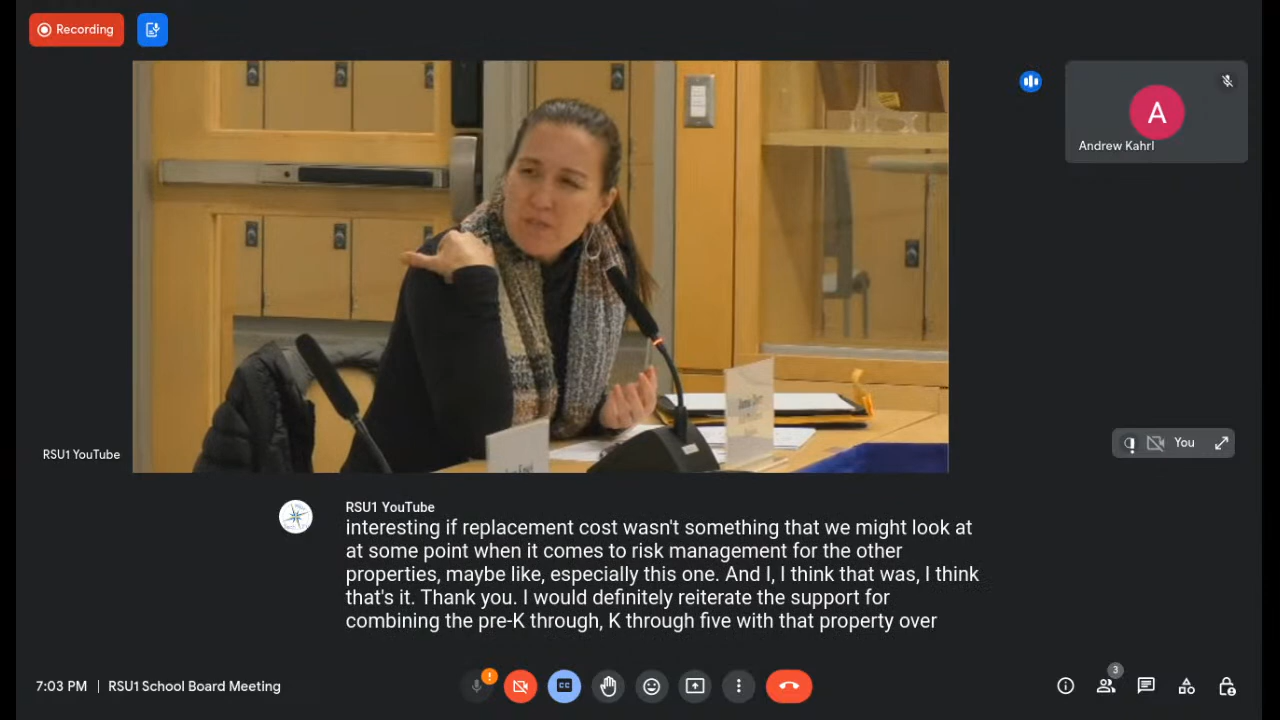 Recording
A
Andrew Kahrl
RSU1 YouTube
You
RSU1 YouTube
interesting if replacement cost wasn't something that we might look at
at some point when it comes to risk management for the other
properties, maybe like, especially this one. And I, I think that was, I think
that's it. Thank you. I would definitely reiterate the support for
combining the pre-K through, K through five with that property over
7:03 PM | RSU1 School Board Meeting
!
CC
3